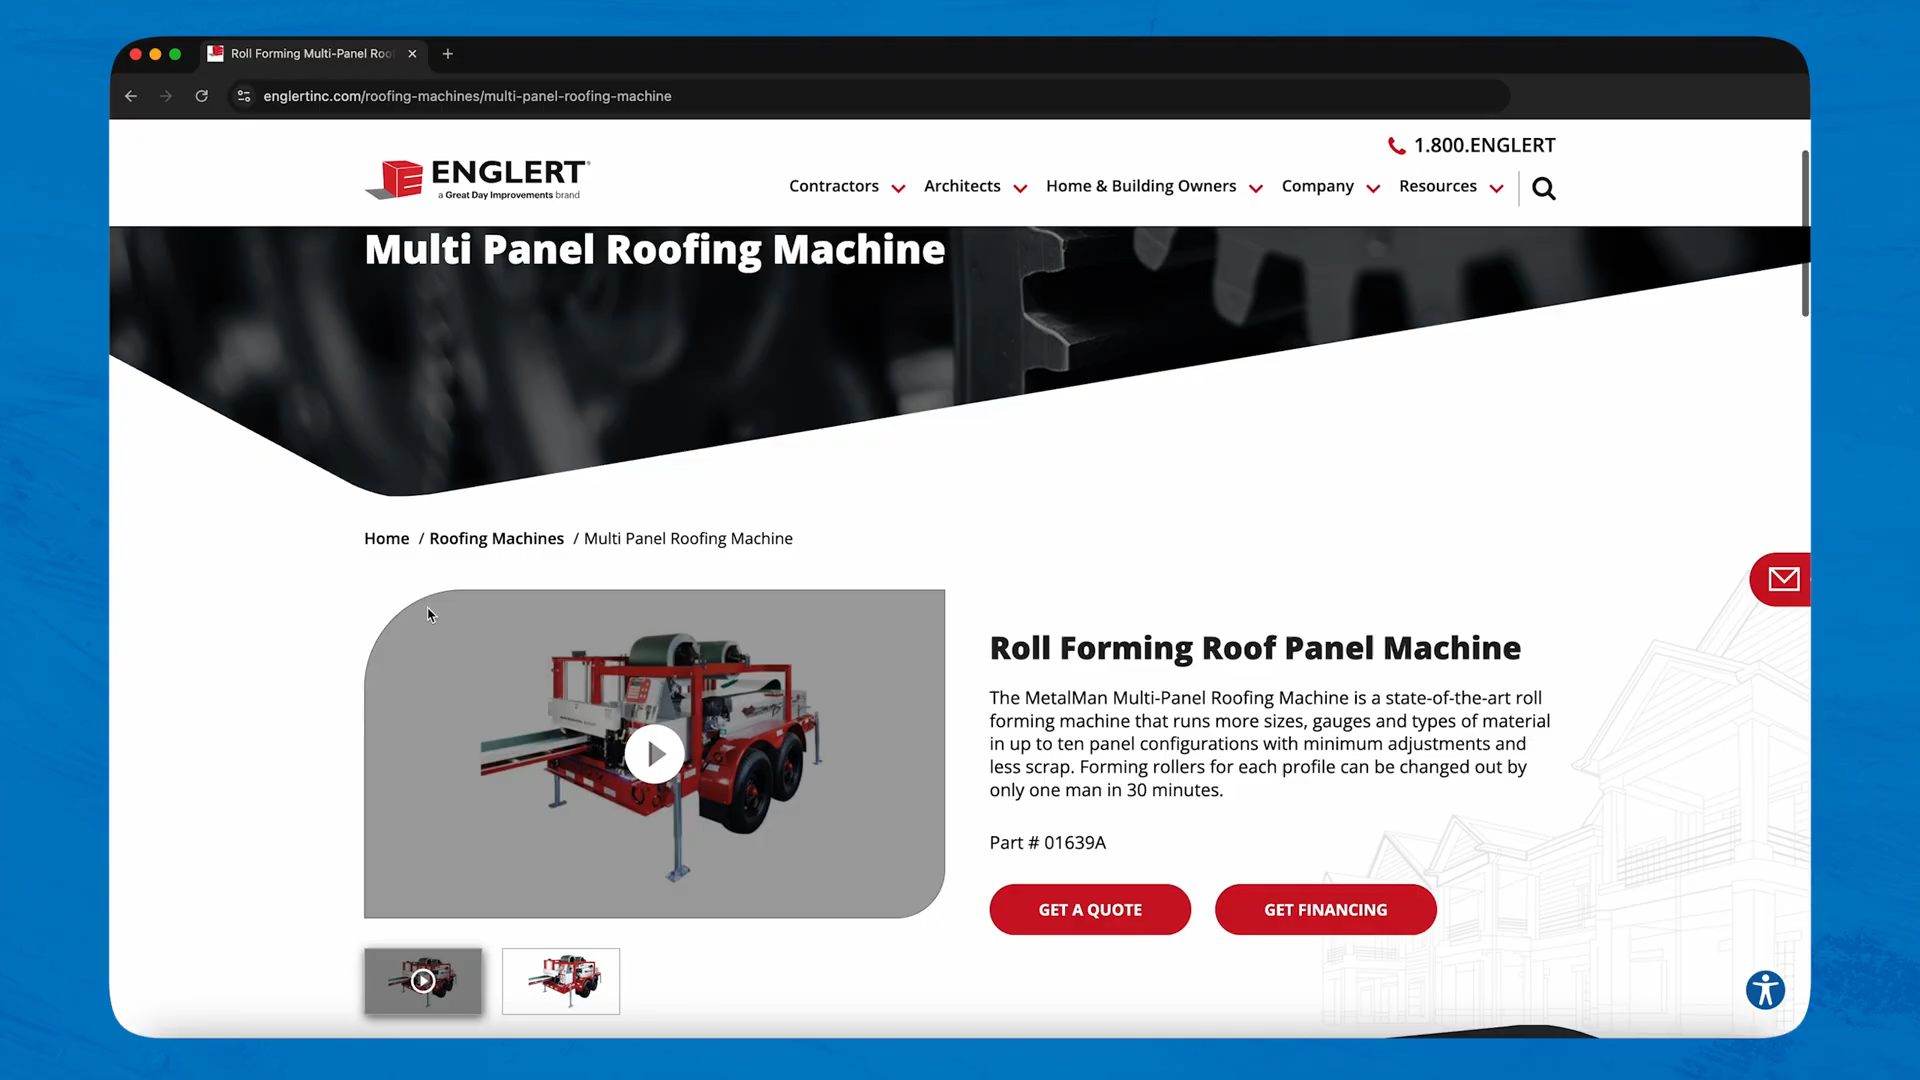 Roll Forming Multi-Panel Roo
englertinc.com/roofing-machines/multi-panel-roofing-machine
1.800.ENGLERT
ENGLERT®
a Great Day Improvements brand
Contractors Architects Home & Building Owners Company Resources
Multi Panel Roofing Machine
Home / Roofing Machines / Multi Panel Roofing Machine
Roll Forming Roof Panel Machine
The MetalMan Multi-Panel Roofing Machine is a state-of-the-art roll
forming machine that runs more sizes, gauges and types of material
in up to ten panel configurations with minimum adjustments and
less scrap. Forming rollers for each profile can be changed out by
only one man in 30 minutes.
Part # 01639A
GET A QUOTE GET FINANCING